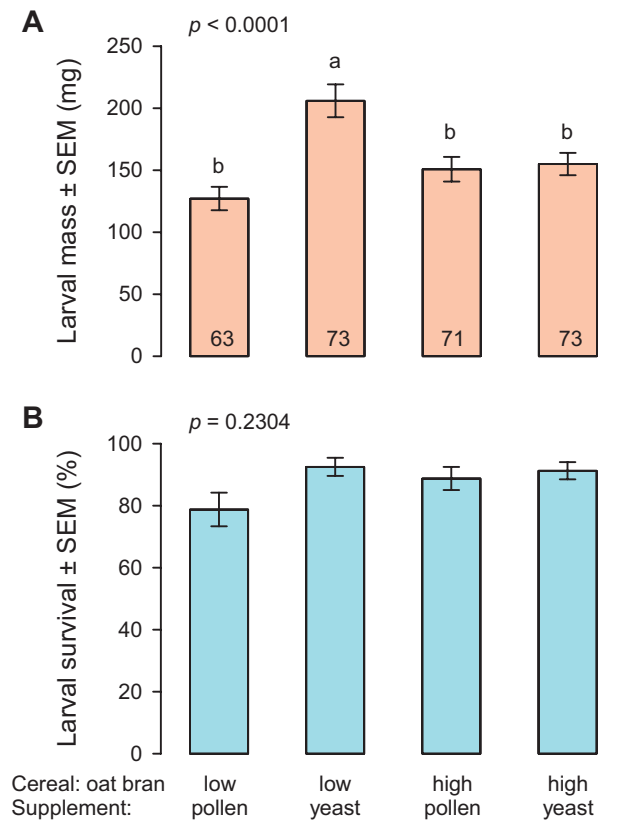 A
p < 0.0001
Larval mass ± SEM (mg)
250
200
150
100
50
0
b
a
b
b
63
73
71
73
B
p = 0.2304
Larval survival ± SEM (%)
100
80
60
40
20
0
Cereal: oat bran low low high high
Supplement: pollen yeast pollen yeast